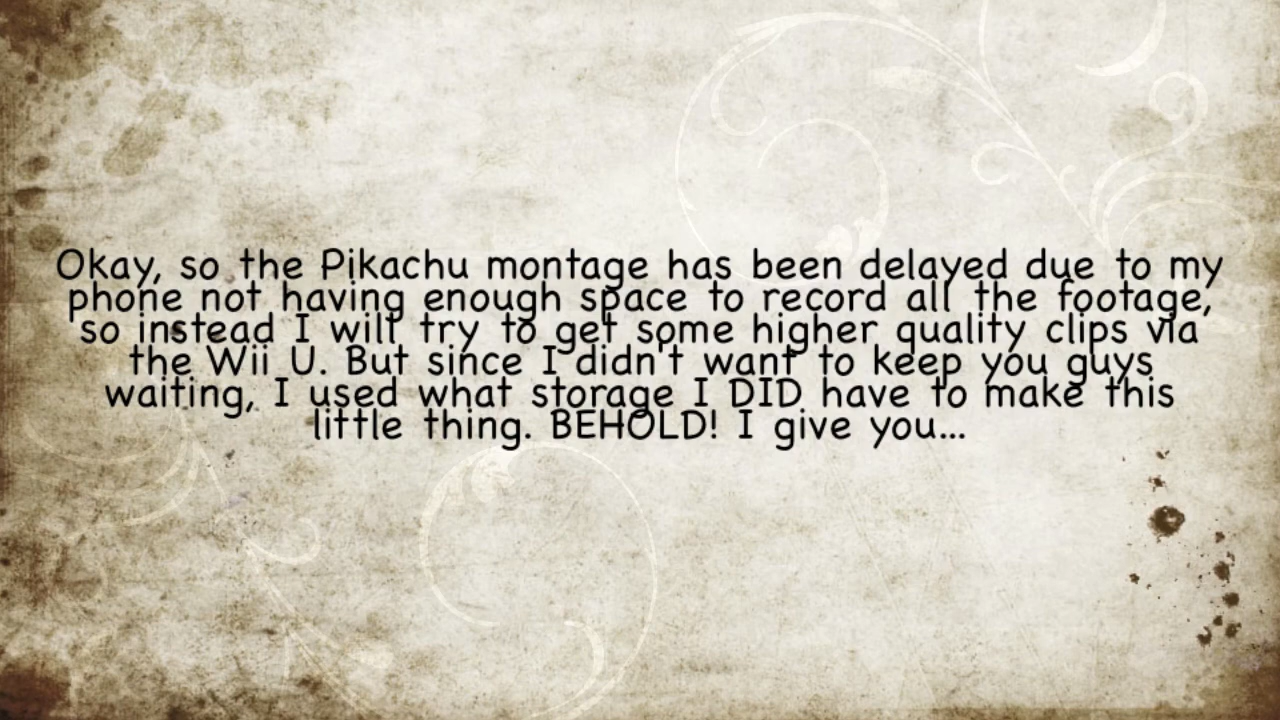 Okay, so the Pikachu montage has been delayed due to my
phone not having enough space to record all the footage,
so instead I will try to get some higher quality clips via
the Wii U. But since I didn't want to keep you guys
waiting, I used what storage I DID have to make this
little thing. BEHOLD! I give you...